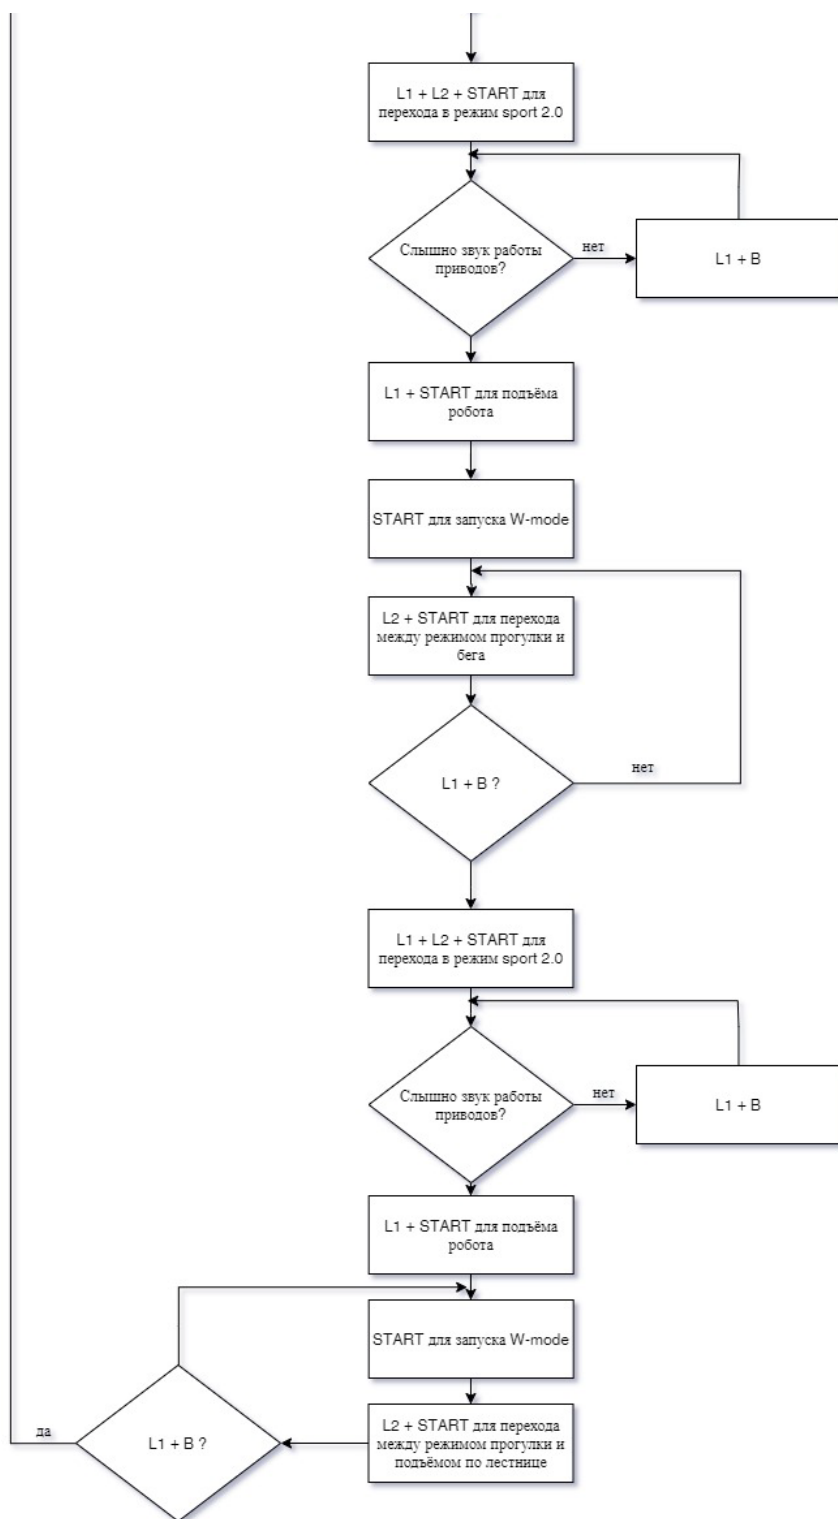 L1 + L2 + START для
перехода в режим sport 2.0
Слышно звук работы
приводов?
нет
L1 + B
L1 + START для подъёма
робота
START для запуска W-mode
L2 + START для перехода
между режимом прогулки и
бега
L1 + B ?
нет
L1 + L2 + START для
перехода в режим sport 2.0
Слышно звук работы
приводов?
нет
L1 + B
L1 + START для подъёма
робота
START для запуска W-mode
L2 + START для перехода
между режимом прогулки и
подъёмом по лестнице
L1 + B ?
да